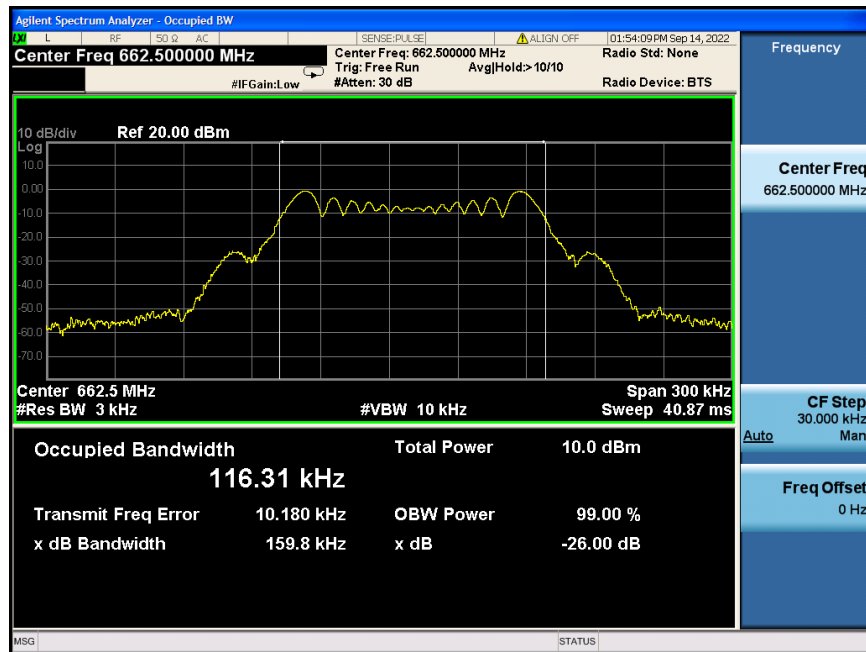 Agilent Spectrum Analyzer - Occupied BW
LXI L RF 50 Ω AC SENSE:PULSE ALIGN OFF 01:54:09 PM Sep 14, 2022
Center Freq 662.500000 MHz
Center Freq: 662.500000 MHz Radio Std: None
Trig: Free Run Avg|Hold:>10/10
#IFGain:Low #Atten: 30 dB Radio Device: BTS
Frequency
10 dB/div Ref 20.00 dBm
Log
10.0
0.00
-10.0
-20.0
-30.0
-40.0
-50.0
-60.0
-70.0
Center 662.5 MHz Span 300 kHz
#Res BW 3 kHz #VBW 10 kHz Sweep 40.87 ms
Occupied Bandwidth Total Power 10.0 dBm
116.31 kHz
Transmit Freq Error 10.180 kHz OBW Power 99.00 %
x dB Bandwidth 159.8 kHz x dB -26.00 dB
Center Freq
662.500000 MHz
CF Step
30.000 kHz
Auto Man
Freq Offset
0 Hz
MSG STATUS